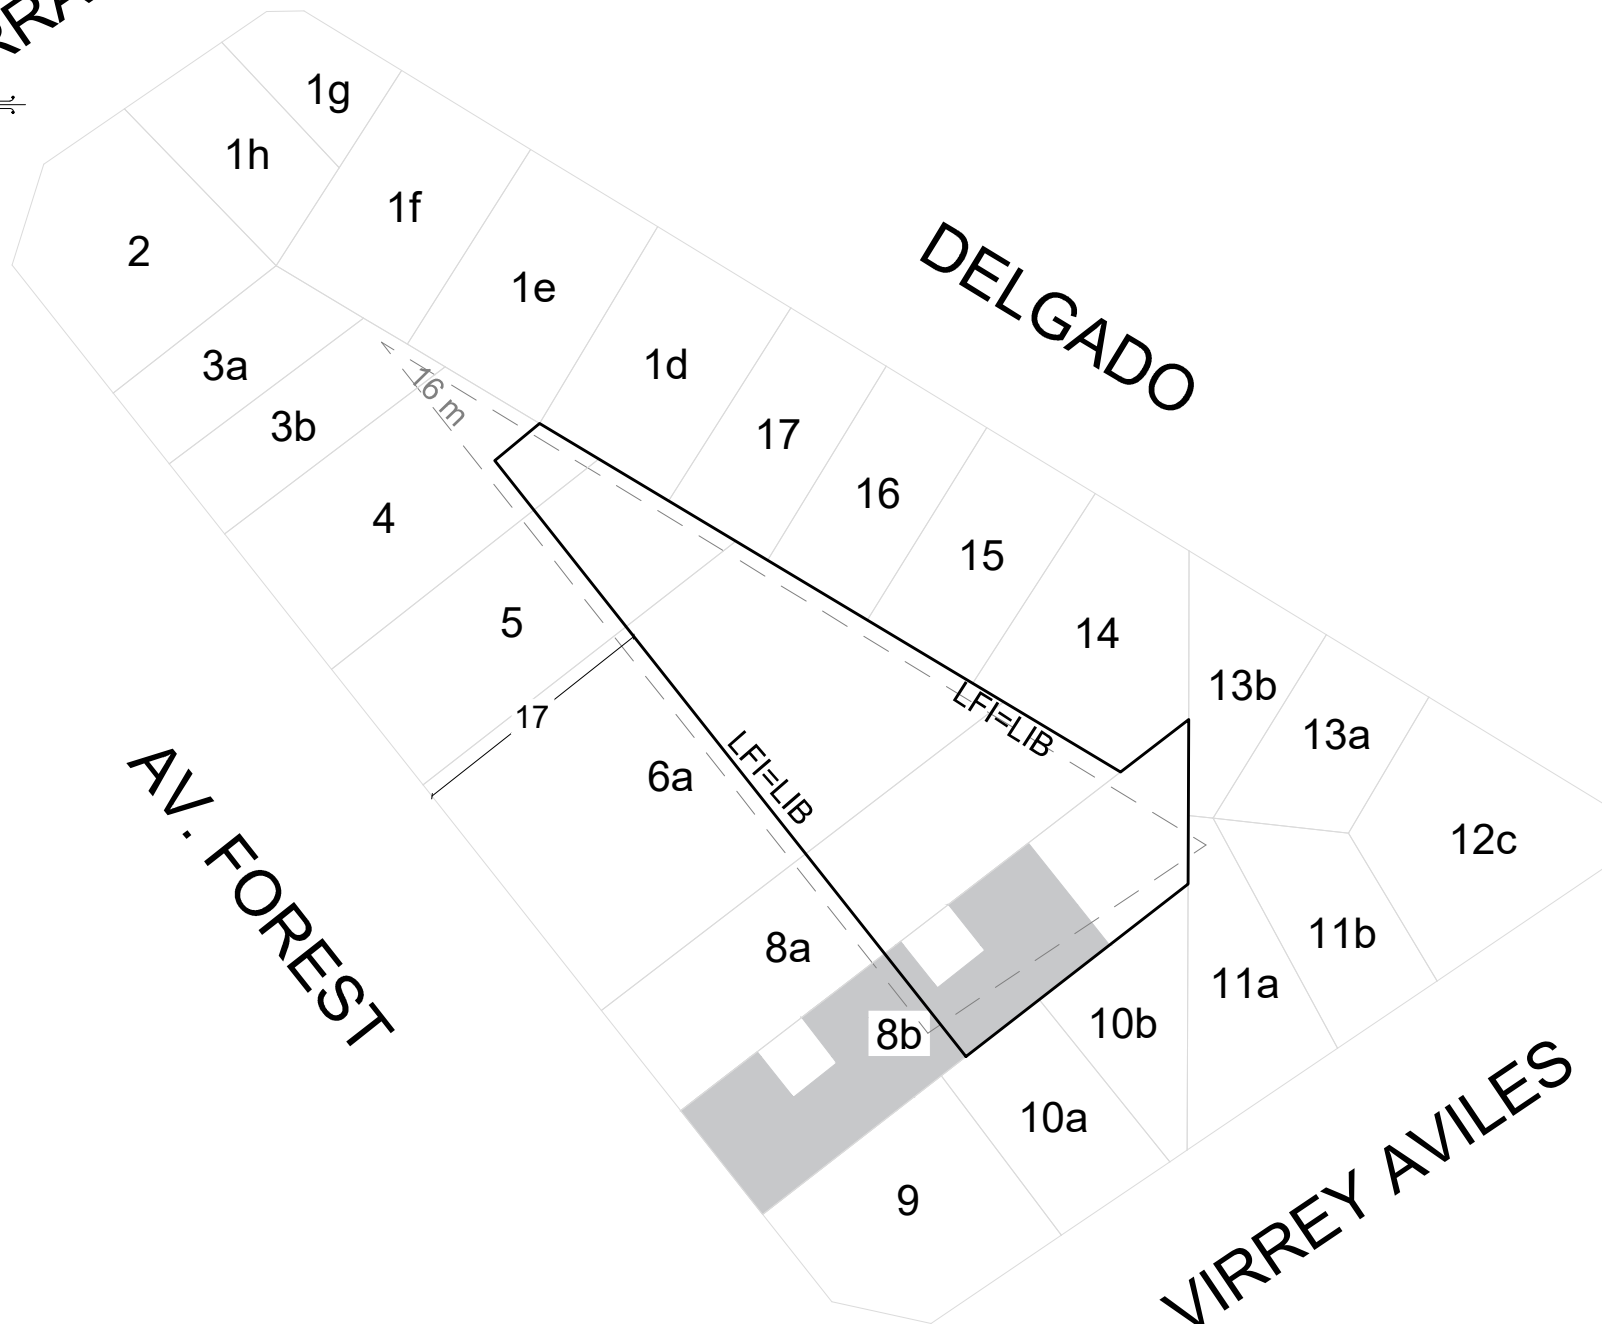 1g
1h
1f
2
1e
DELGADO
3a
1d
16 m
3b
17
16
4
15
5
14
13b
LFI=LIB
17
13a
6a
LFI=LIB
AV. FOREST
12c
11b
8a
11a
10b
8b
10a
9
VIRREY AVILES